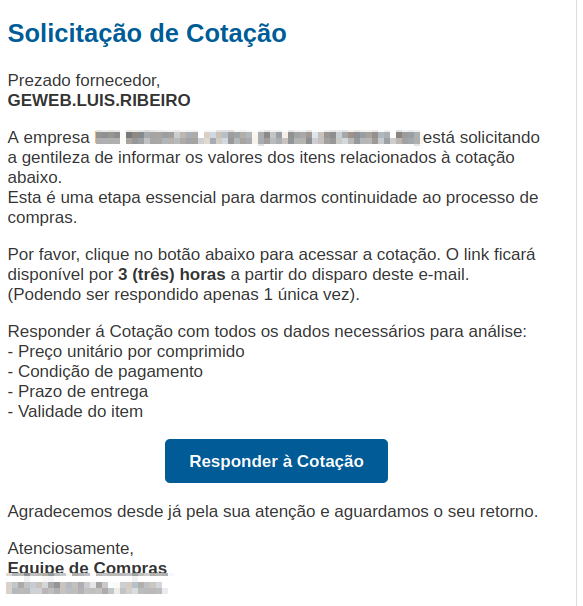 Solicitação de Cotação
Prezado fornecedor,
GEWEB.LUIS.RIBEIRO
A empresa está solicitando
a gentileza de informar os valores dos itens relacionados à cotação
abaixo.
Esta é uma etapa essencial para darmos continuidade ao processo de
compras.
Por favor, clique no botão abaixo para acessar a cotação. O link ficará
disponível por 3 (três) horas a partir do disparo deste e-mail.
(Podendo ser respondido apenas 1 única vez).
Responder á Cotação com todos os dados necessários para análise:
- Preço unitário por comprimido
- Condição de pagamento
- Prazo de entrega
- Validade do item
Responder à Cotação
Agradecemos desde já pela sua atenção e aguardamos o seu retorno.
Atenciosamente,
Equipe de Compras